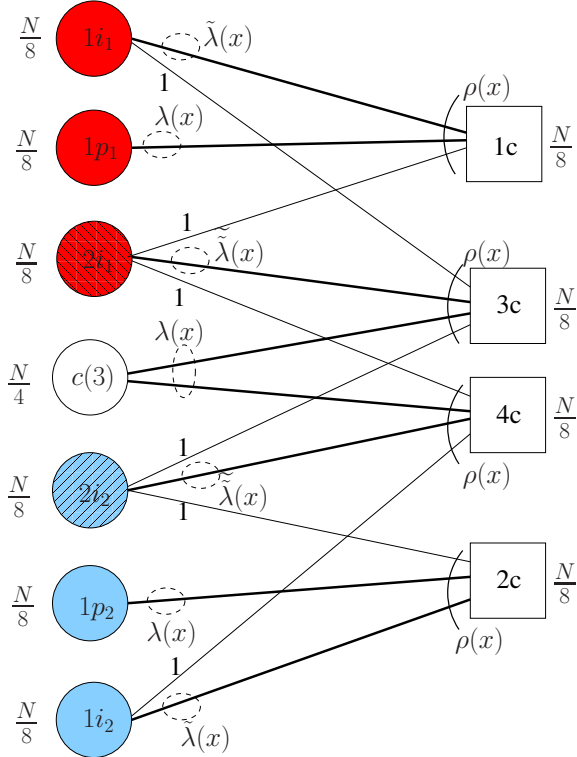 N/8 1i₁ λ̃(x)
1
ρ(x)
N/8 1p₁ λ(x) 1c N/8
1
N/8 2i₁ λ̃̃(x) ρ(x)
1
3c N/8
λ(x)
N/4 c(3)
4c N/8
1
N/8 2i₂ λ̃̃(x) ρ(x)
1
2c N/8
N/8 1p₂
λ(x) ρ(x)
1
N/8 1i₂
λ̃(x)